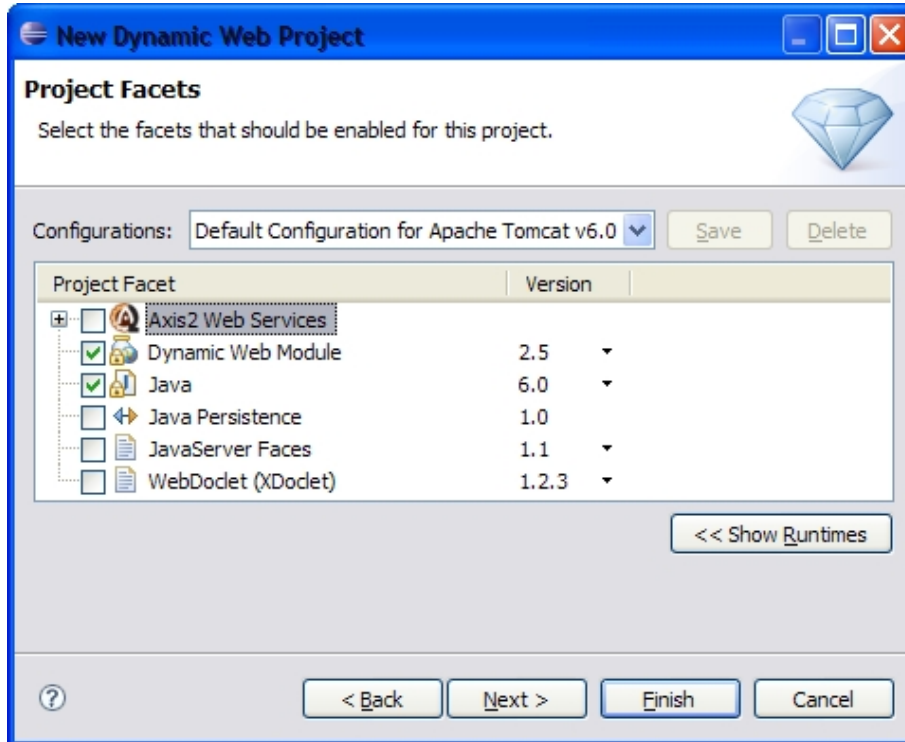 New Dynamic Web Project
Project Facets
Select the facets that should be enabled for this project.
Configurations: Default Configuration for Apache Tomcat v6.0 Save Delete
Project Facet Version
Axis2 Web Services
Dynamic Web Module 2.5
Java 6.0
Java Persistence 1.0
JavaServer Faces 1.1
WebDoclet (XDoclet) 1.2.3
<< Show Runtimes
? < Back Next > Finish Cancel